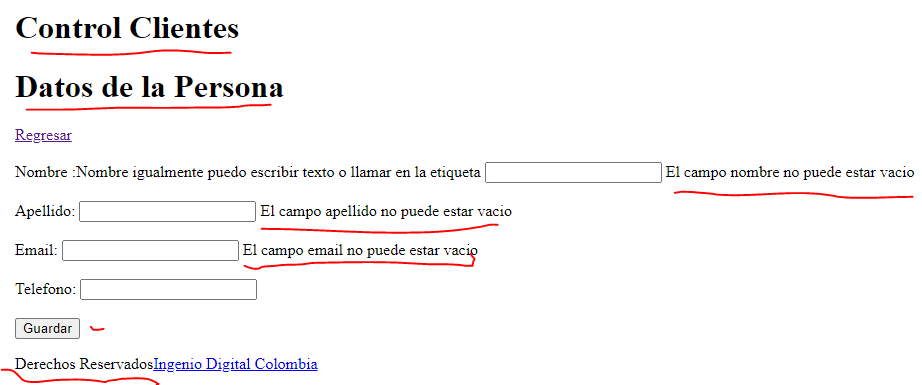 Control Clientes
Datos de la Persona
Regresar
Nombre :Nombre igualmente puedo escribir texto o llamar en la etiqueta El campo nombre no puede estar vacio
Apellido: El campo apellido no puede estar vacio
Email: El campo email no puede estar vacio
Telefono:
Guardar
Derechos ReservadosIngenio Digital Colombia